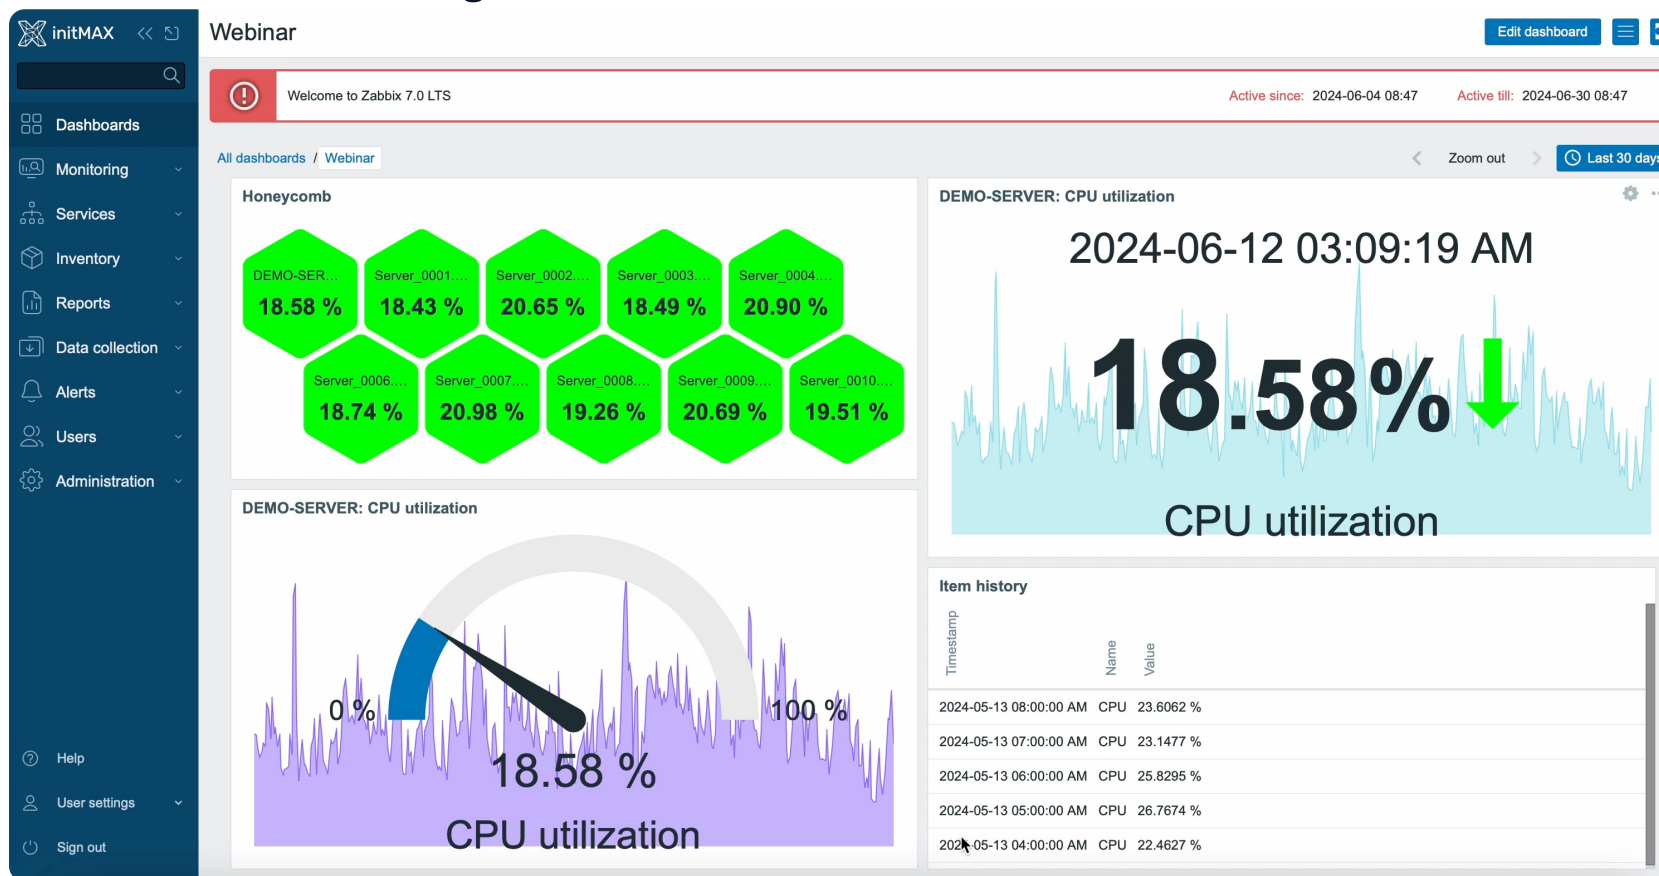 initMAX
Webinar
Edit dashboard
Welcome to Zabbix 7.0 LTS
Active since: 2024-06-04 08:47
Active till: 2024-06-30 08:47
Dashboards
Monitoring
Services
Inventory
Reports
Data collection
Alerts
Users
Administration
Help
User settings
Sign out
All dashboards / Webinar
Zoom out
Last 30 days
Honeycomb
DEMO-SER...
18.58 %
Server_0001....
18.43 %
Server_0002....
20.65 %
Server_0003....
18.49 %
Server_0004....
20.90 %
Server_0006....
18.74 %
Server_0007....
20.98 %
Server_0008....
19.26 %
Server_0009....
20.69 %
Server_0010....
19.51 %
DEMO-SERVER: CPU utilization
2024-06-12 03:09:19 AM
18.58%
CPU utilization
DEMO-SERVER: CPU utilization
0 %
100 %
18.58 %
CPU utilization
Item history
Timestamp
Name
Value
2024-05-13 08:00:00 AM CPU 23.6062 %
2024-05-13 07:00:00 AM CPU 23.1477 %
2024-05-13 06:00:00 AM CPU 25.8295 %
2024-05-13 05:00:00 AM CPU 26.7674 %
2024-05-13 04:00:00 AM CPU 22.4627 %